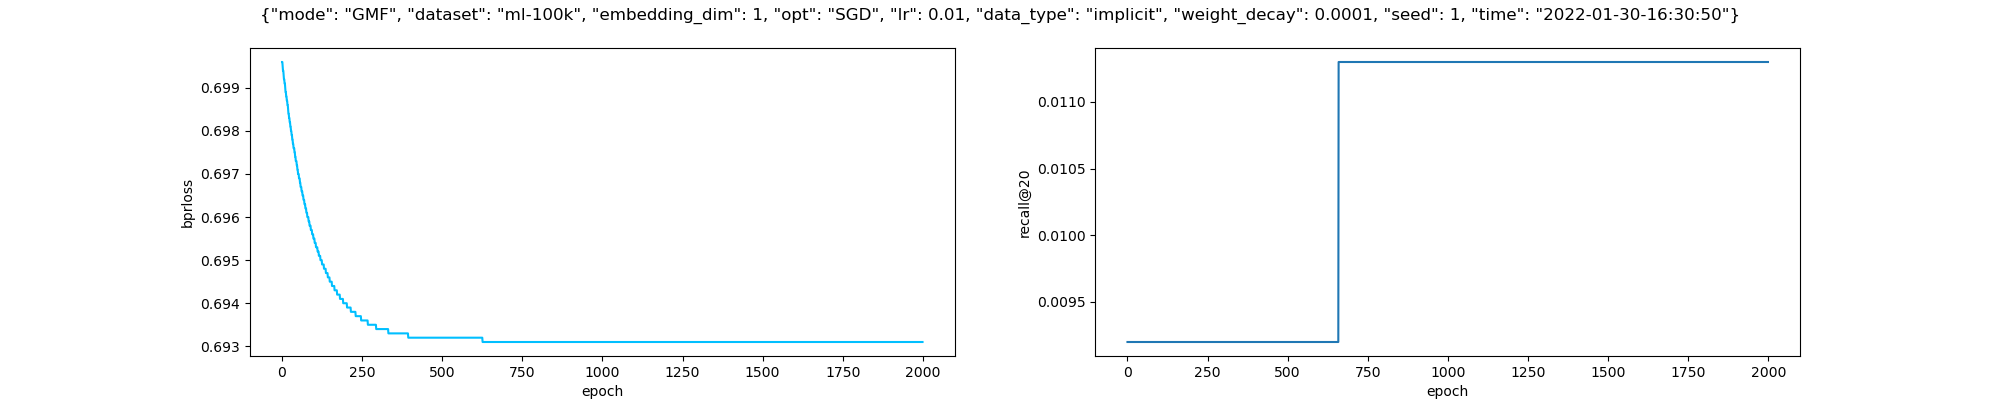 {"mode": "GMF", "dataset": "ml-100k", "embedding_dim": 1, "opt": "SGD", "lr": 0.01, "data_type": "implicit", "weight_decay": 0.0001, "seed": 1, "time": "2022-01-30-16:30:50"}
bprloss
0.699
0.698
0.697
0.696
0.695
0.694
0.693
0 250 500 750 1000 1250 1500 1750 2000
epoch
recall@20
0.0110
0.0105
0.0100
0.0095
0 250 500 750 1000 1250 1500 1750 2000
epoch